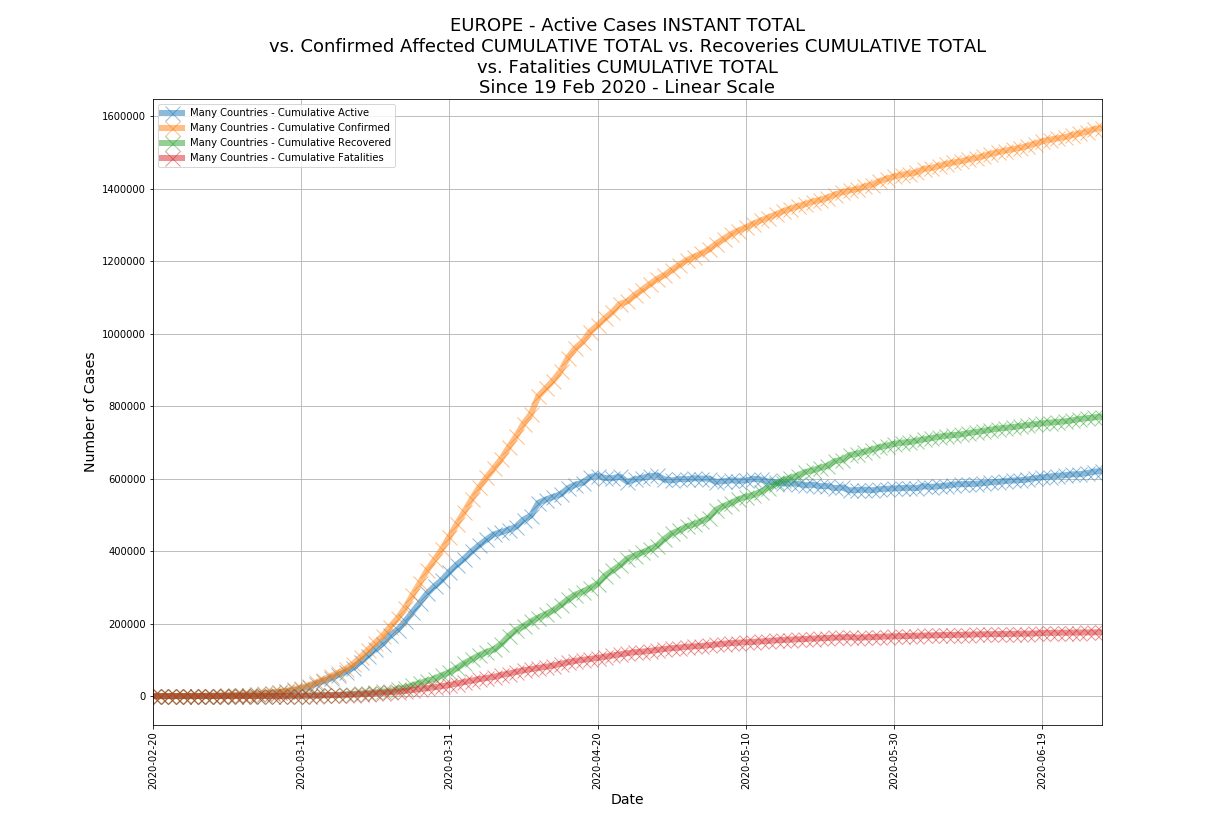 EUROPE - Active Cases INSTANT TOTAL
vs. Confirmed Affected CUMULATIVE TOTAL vs. Recoveries CUMULATIVE TOTAL
vs. Fatalities CUMULATIVE TOTAL
Since 19 Feb 2020 - Linear Scale
Many Countries - Cumulative Active
Many Countries - Cumulative Confirmed
Many Countries - Cumulative Recovered
Many Countries - Cumulative Fatalities
Number of Cases
1600000
1400000
1200000
1000000
800000
600000
400000
200000
0
2020-02-20
2020-03-11
2020-03-31
2020-04-20
2020-05-10
2020-05-30
2020-06-19
Date